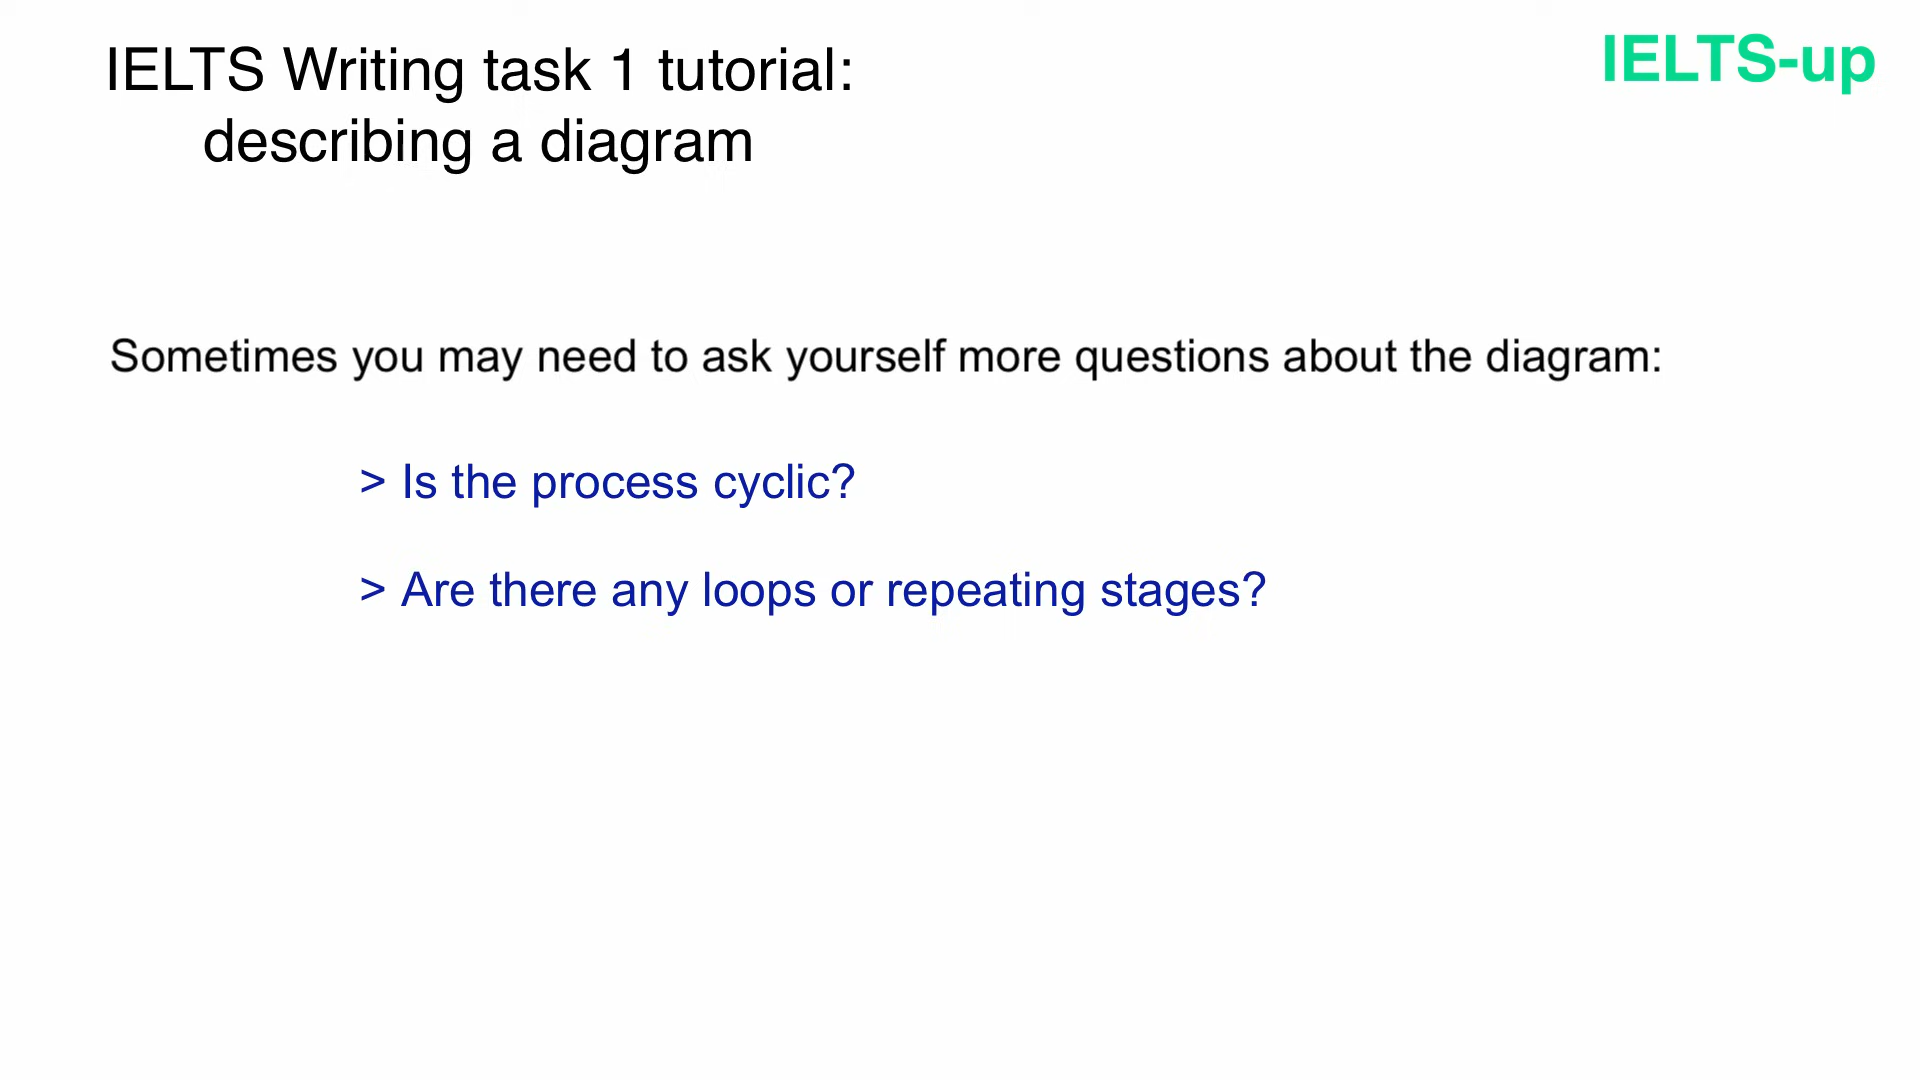 IELTS Writing task 1 tutorial:
describing a diagram
IELTS-up
Sometimes you may need to ask yourself more questions about the diagram:
> Is the process cyclic?
> Are there any loops or repeating stages?